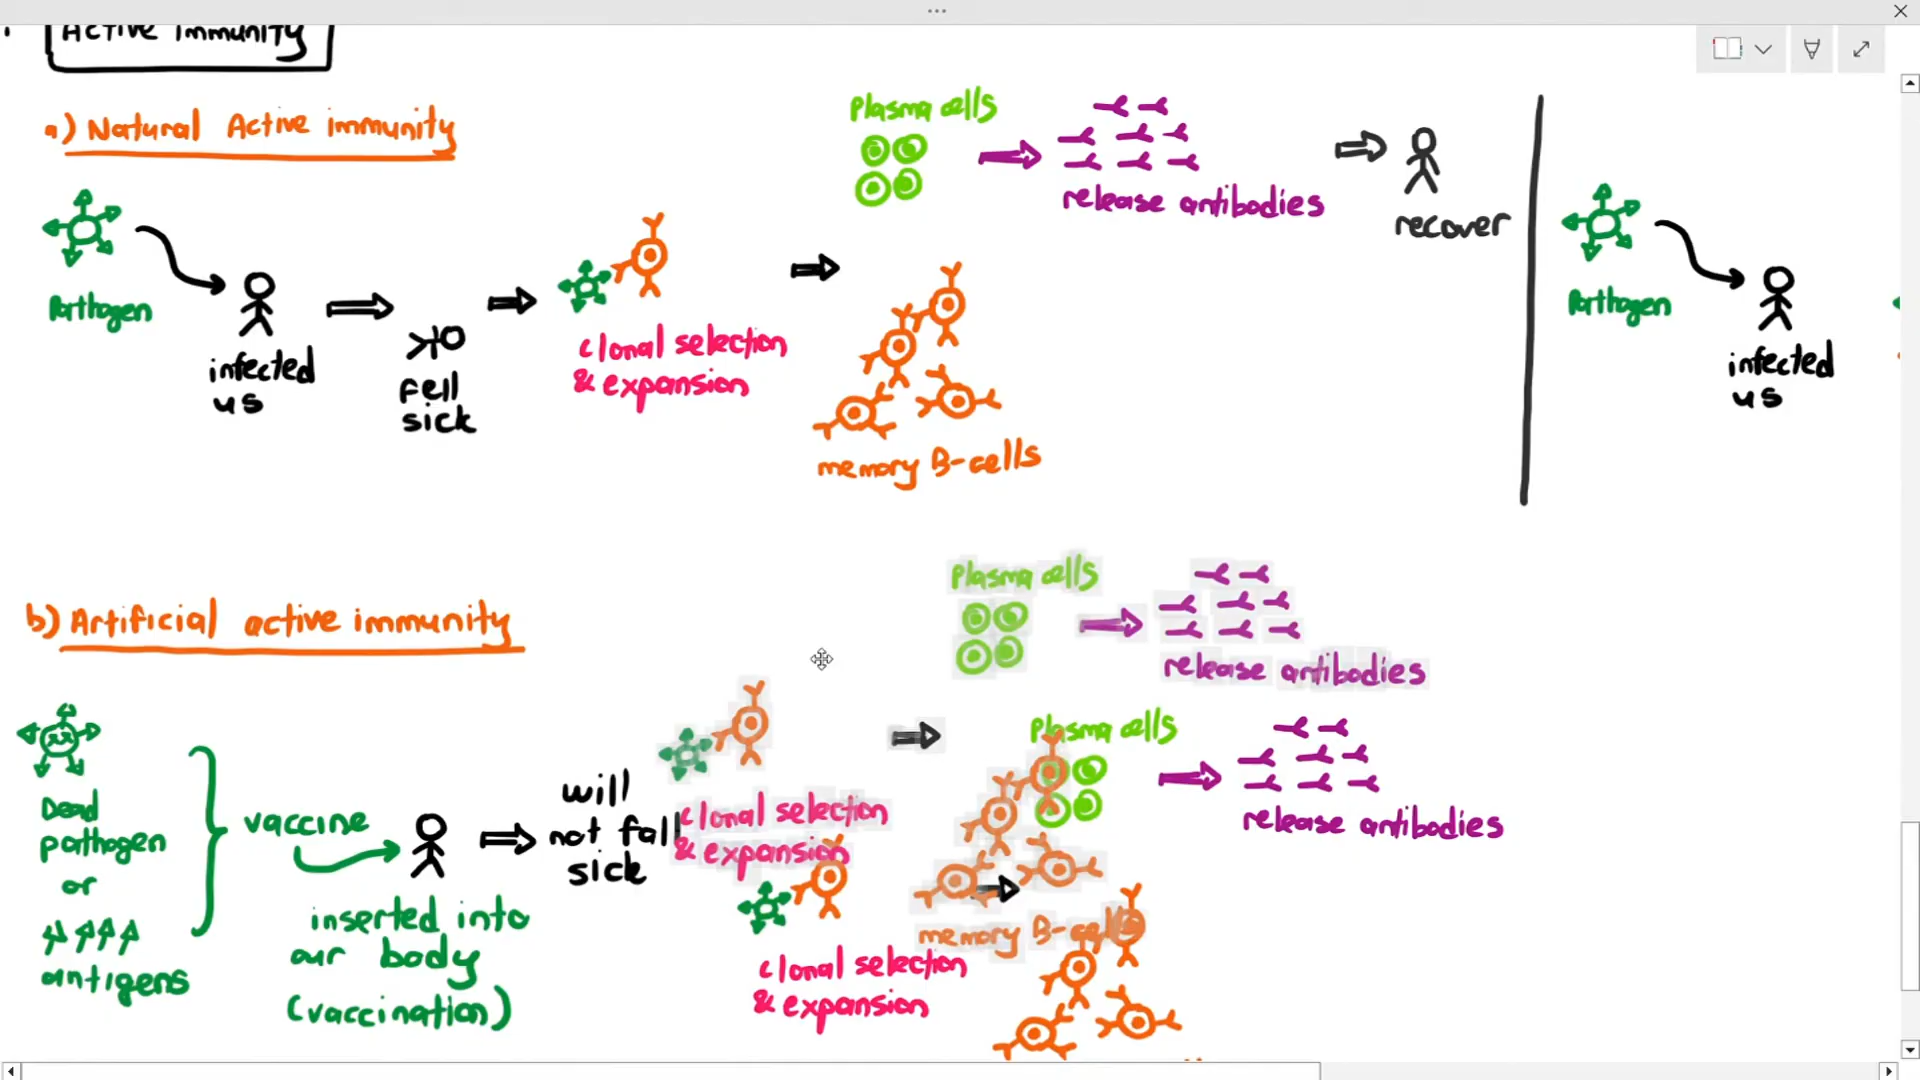 Active immunity
a) Natural Active immunity
Plasma cells
release antibodies
recover
Pathogen
infected
us
fell
sick
clonal selection
& expansion
memory B-cells
Pathogen
infected
us
b) Artificial active immunity
Plasma cells
release antibodies
Dead
pathogen
or
antigens
vaccine
inserted into
our body
(vaccination)
will
not fall
sick
clonal selection
& expansion
memory B-cells
Plasma cells
release antibodies
clonal selection
& expansion